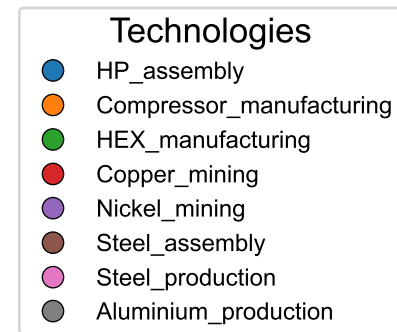 Technologies
HP_assembly
Compressor_manufacturing
HEX_manufacturing
Copper_mining
Nickel_mining
Steel_assembly
Steel_production
Aluminium_production